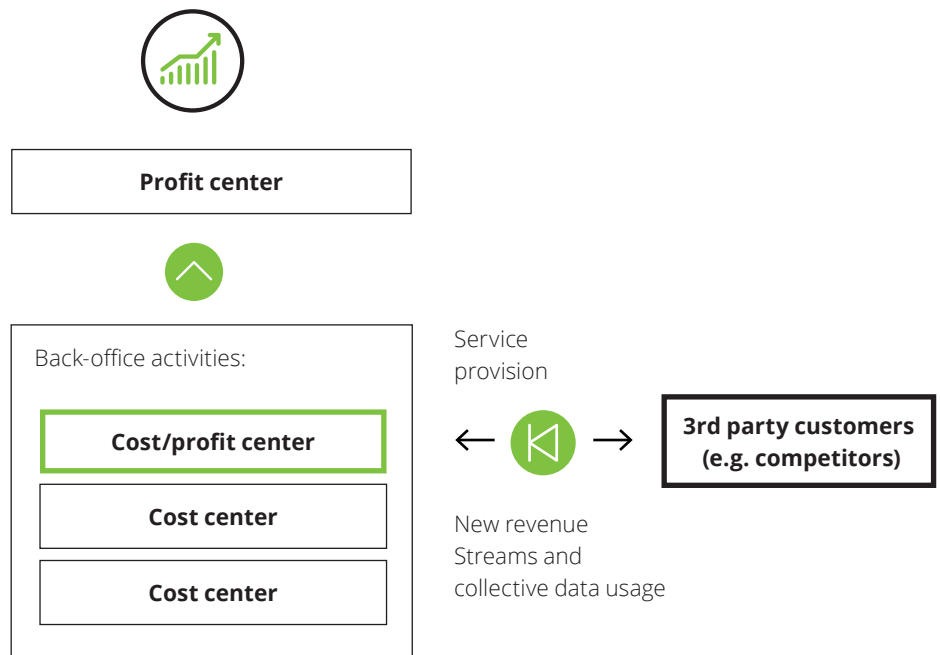 Profit center
Back-office activities:
Cost/profit center
Cost center
Cost center
Service
provision
New revenue
Streams and
collective data usage
3rd party customers
(e.g. competitors)